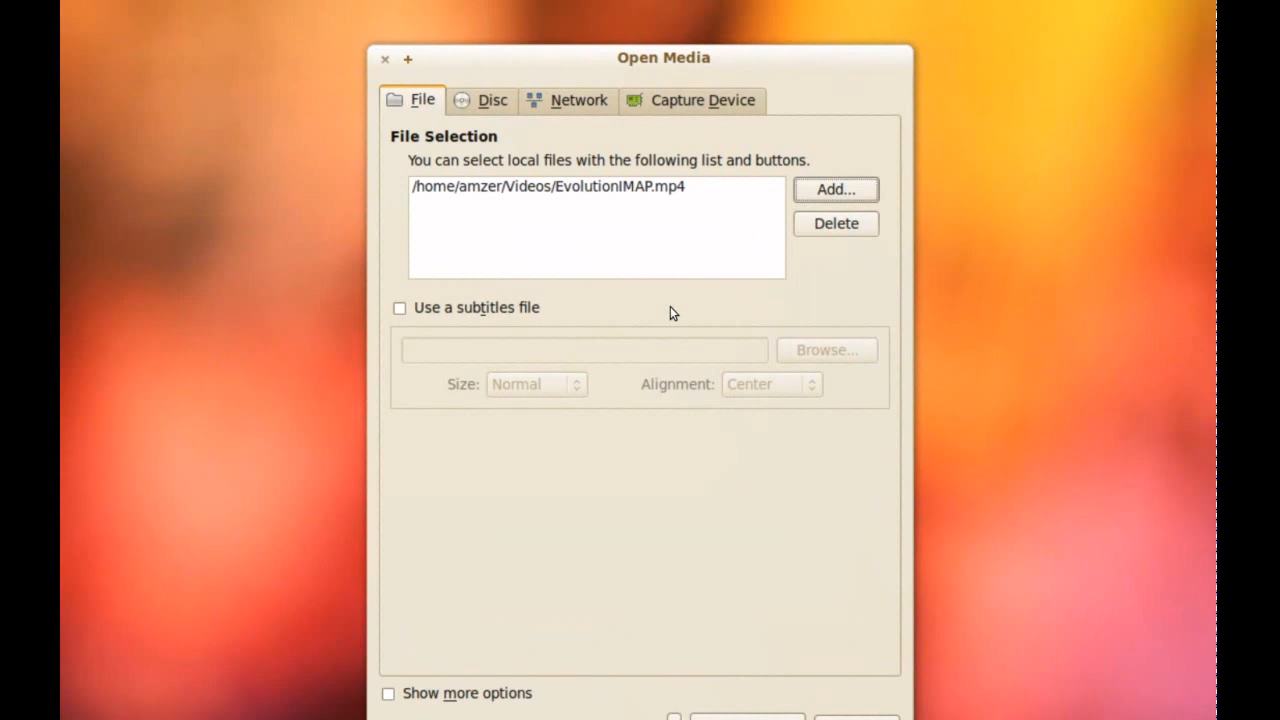 Open Media
File Disc Network Capture Device
File Selection
You can select local files with the following list and buttons.
/home/amzer/Videos/EvolutionIMAP.mp4
Add...
Delete
Use a subtitles file
Browse...
Size: Normal Alignment: Center
Show more options